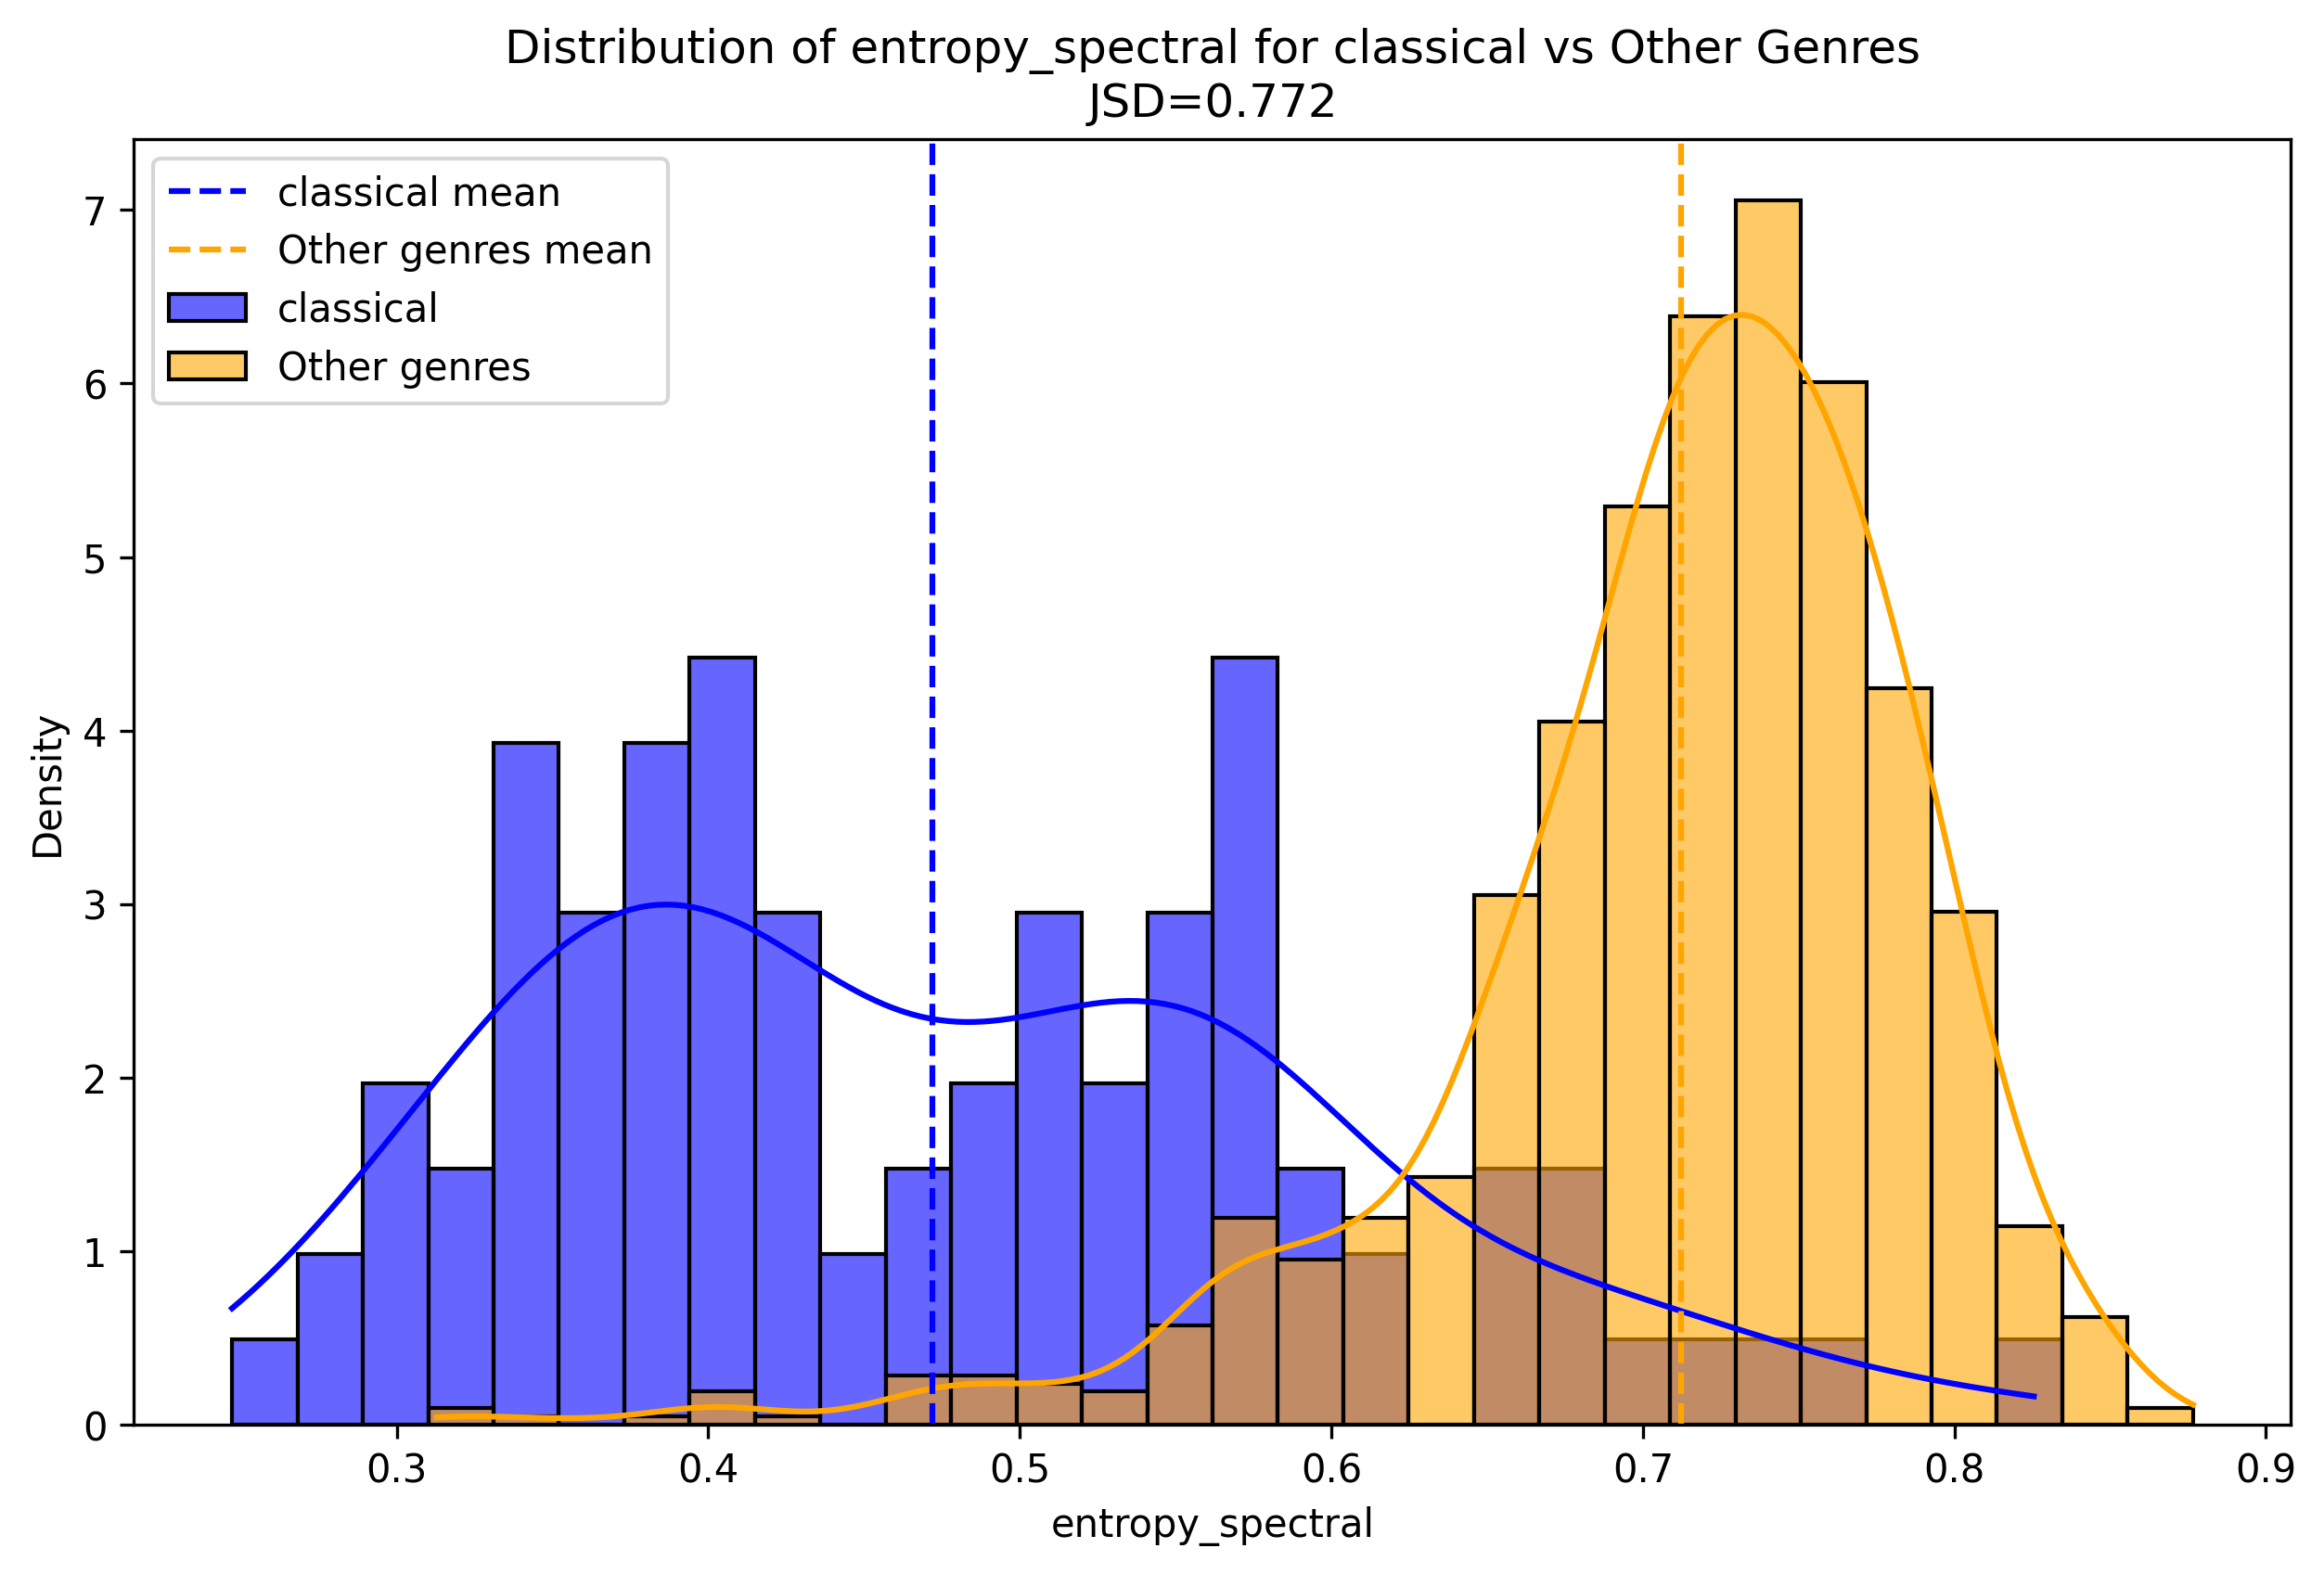 Distribution of entropy_spectral for classical vs Other Genres
JSD=0.772
classical mean
Other genres mean
classical
Other genres
Density
7
6
5
4
3
2
1
0
0.3
0.4
0.5
0.6
0.7
0.8
0.9
entropy_spectral